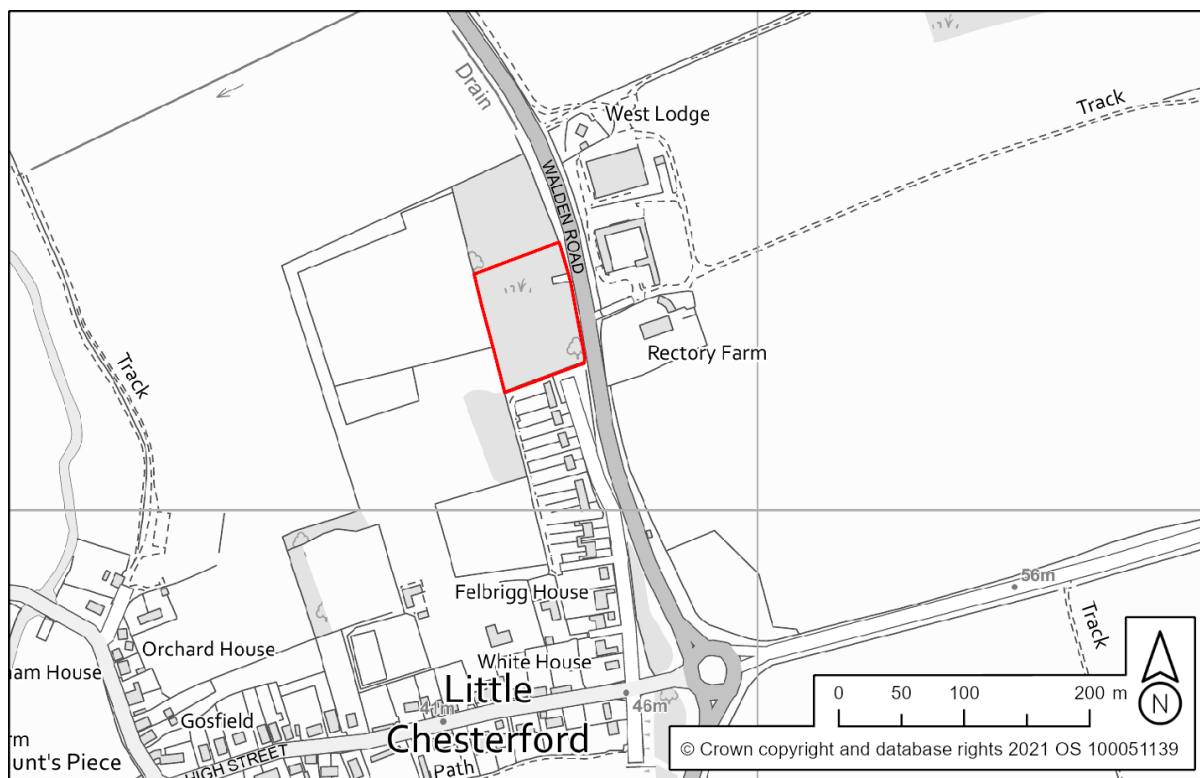 Drain
West Lodge
Track
WALDEN ROAD
Rectory Farm
Track
56m
Felbrigg House
Track
Orchard House
White House
am House
Little
Chesterford
41m
46m
Gosfield
HIGH STREET
Path
rm
unt's Piece
N
0 50 100 200 m
© Crown copyright and database rights 2021 OS 100051139